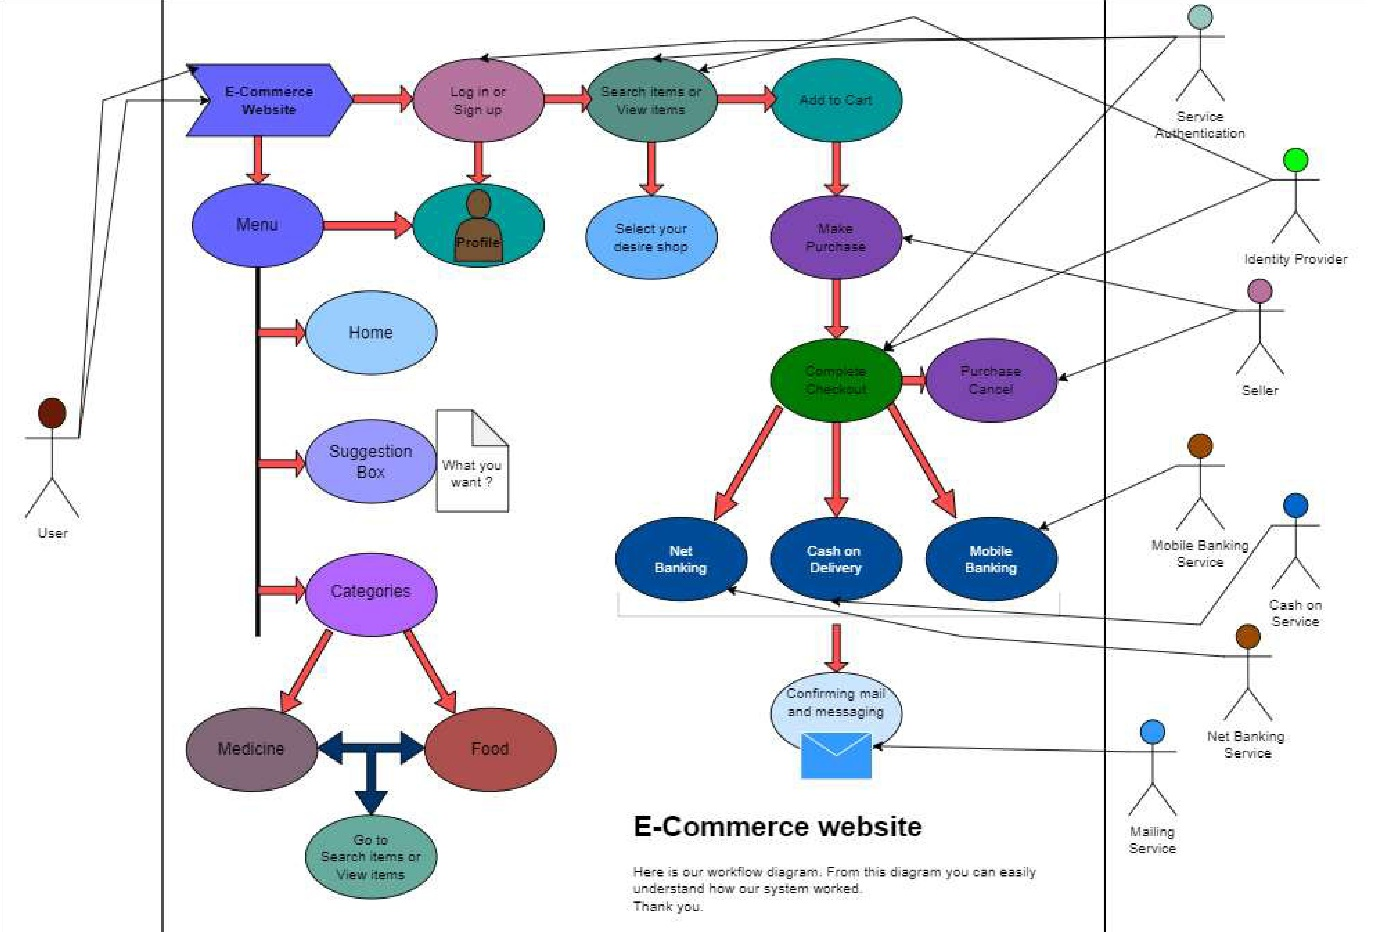 E-Commerce
Website
Log in or
Sign up
Search items or
View items
Add to Cart
Service
Authentication
Menu
Profile
Select your
desire shop
Make
Purchase
Identity Provider
Home
Complete
Checkout
Purchase
Cancel
Seller
Suggestion
Box
What you
want ?
User
Net
Banking
Cash on
Delivery
Mobile
Banking
Mobile Banking
Service
Categories
Cash on
Service
Confirming mail
and messaging
Medicine
Food
Net Banking
Service
Go to
Search items or
View items
Mailing
Service
E-Commerce website
Here is our workflow diagram. From this diagram you can easily
understand how our system worked.
Thank you.